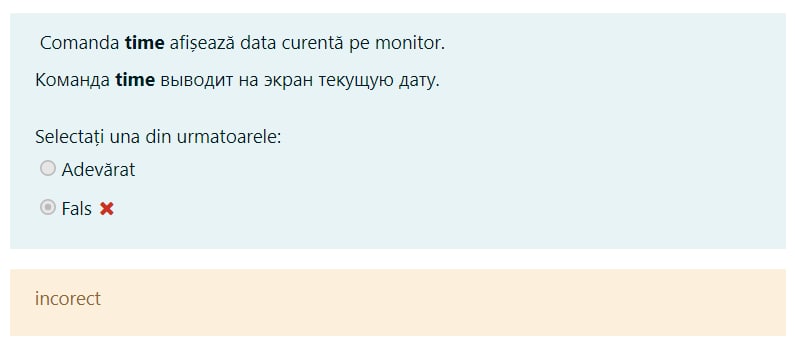 Comanda time afișează data curentă pe monitor.
Команда time выводит на экран текущую дату.
Selectați una din urmatoarele:
Adevărat
Fals
incorect